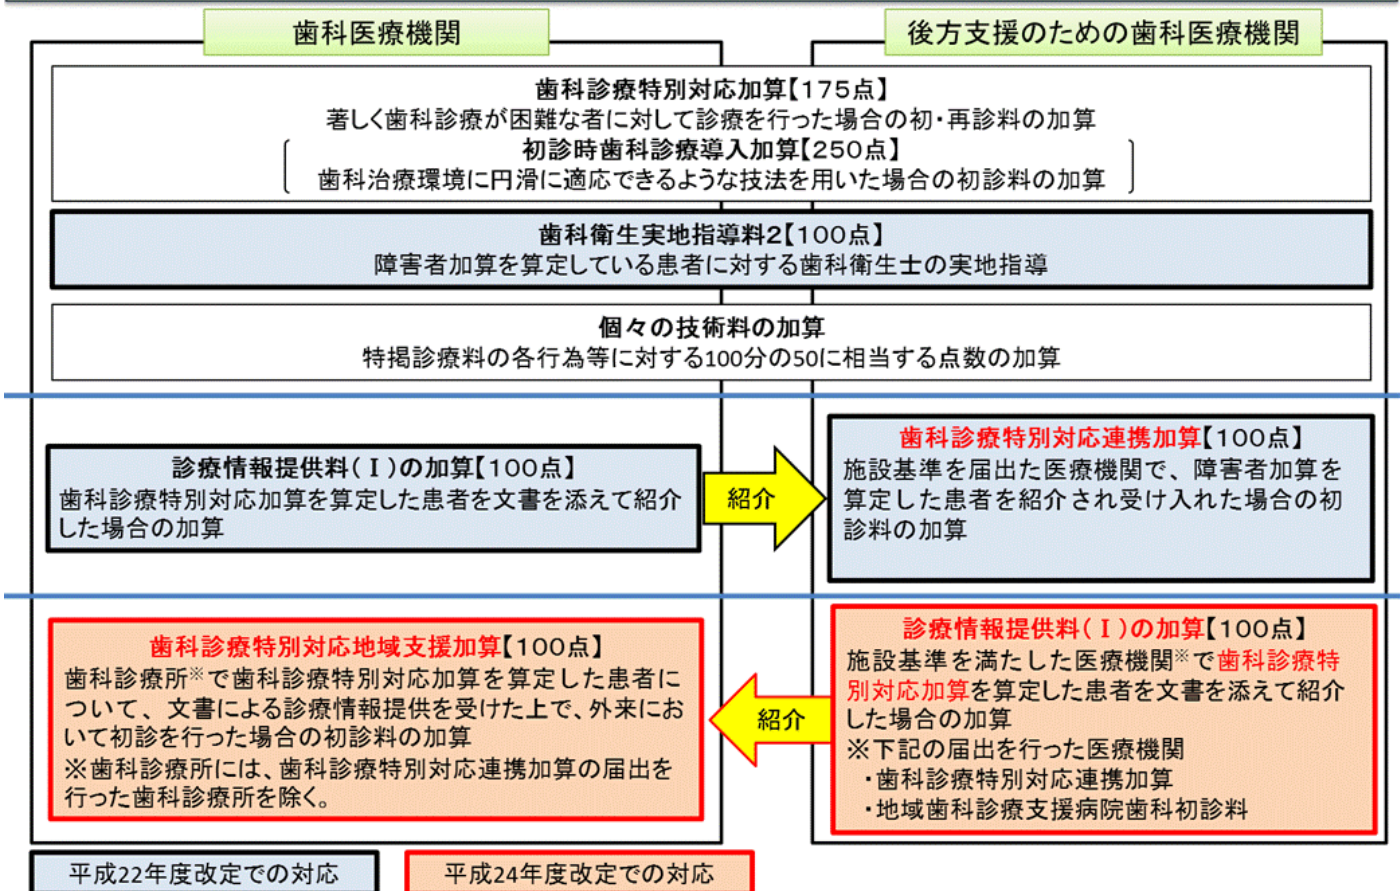 歯科医療機関
後方支援のための歯科医療機関
歯科診療特別対応加算【175点】
著しく歯科診療が困難な者に対して診療を行った場合の初・再診料の加算
初診時歯科診療導入加算【250点】
歯科治療環境に円滑に適応できるような技法を用いた場合の初診料の加算
歯科衛生実地指導料2【100点】
障害者加算を算定している患者に対する歯科衛生士の実地指導
個々の技術料の加算
特掲診療料の各行為等に対する100分の50に相当する点数の加算
診療情報提供料(Ⅰ)の加算【100点】
歯科診療特別対応加算を算定した患者を文書を添えて紹介
した場合の加算
紹介
歯科診療特別対応連携加算【100点】
施設基準を届出た医療機関で、障害者加算を
算定した患者を紹介され受け入れた場合の初
診料の加算
歯科診療特別対応地域支援加算【100点】
歯科診療所※で歯科診療特別対応加算を算定した患者に
ついて、文書による診療情報提供を受けた上で、外来にお
いて初診を行った場合の初診料の加算
※歯科診療所には、歯科診療特別対応連携加算の届出を
行った歯科診療所を除く。
紹介
診療情報提供料(Ⅰ)の加算【100点】
施設基準を満たした医療機関※で歯科診療特
別対応加算を算定した患者を文書を添えて紹介
した場合の加算
※下記の届出を行った医療機関
・歯科診療特別対応連携加算
・地域歯科診療支援病院歯科初診料
平成22年度改定での対応
平成24年度改定での対応